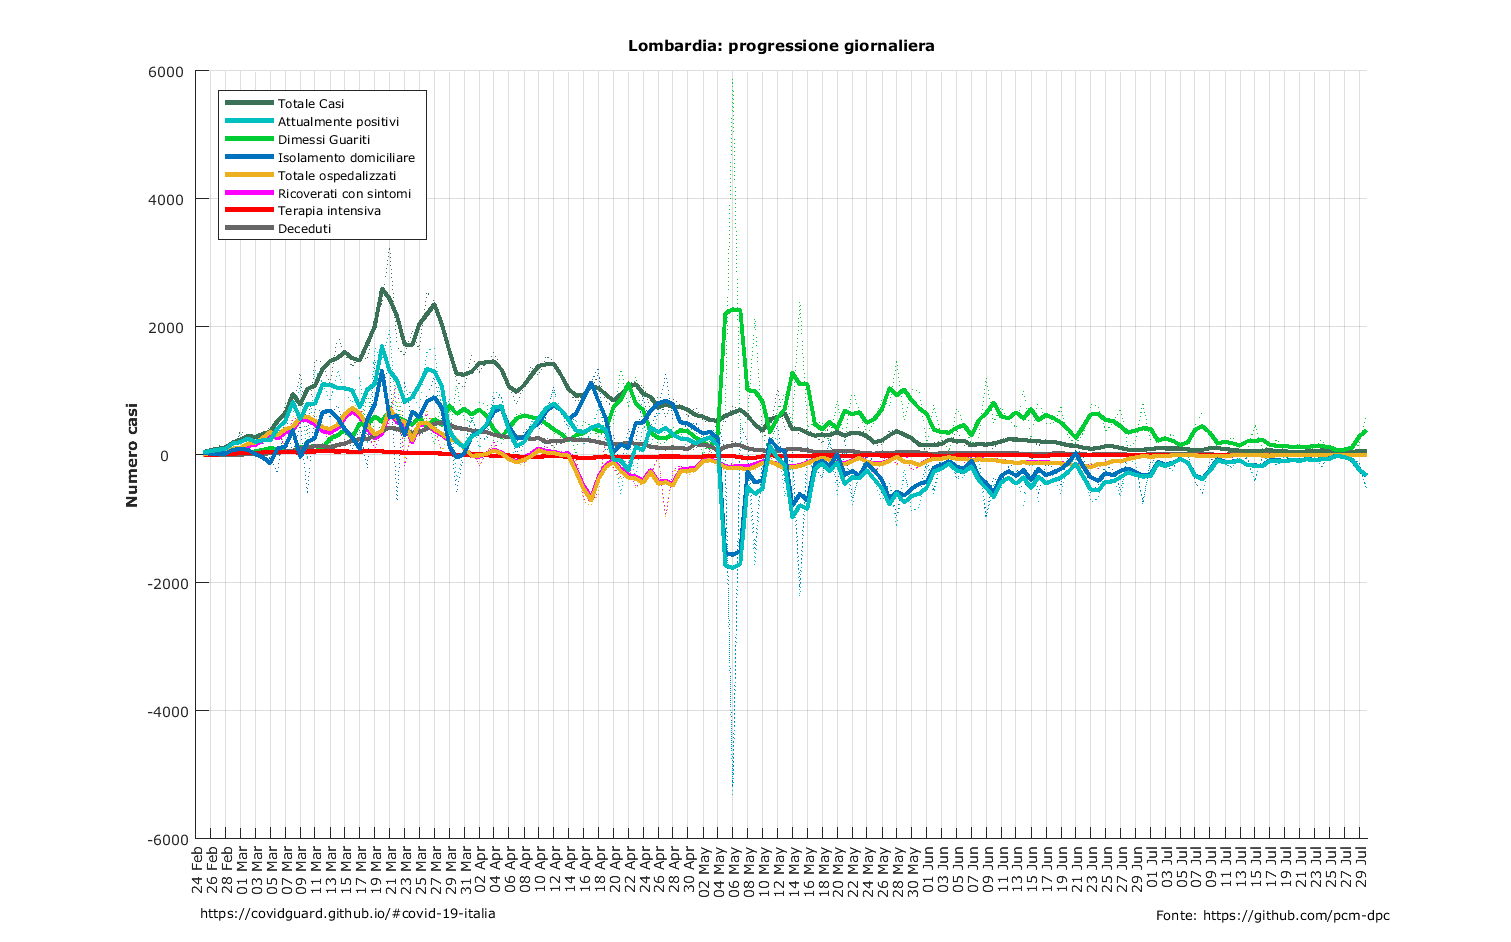 Lombardia: progressione giornaliera
Numero casi
6000
4000
2000
0
-2000
-4000
-6000
Totale Casi
Attualmente positivi
Dimessi Guariti
Isolamento domiciliare
Totale ospedalizzati
Ricoverati con sintomi
Terapia intensiva
Deceduti
24 Feb
26 Feb
28 Feb
01 Mar
03 Mar
05 Mar
07 Mar
09 Mar
11 Mar
13 Mar
15 Mar
17 Mar
19 Mar
21 Mar
23 Mar
25 Mar
27 Mar
29 Mar
31 Mar
02 Apr
04 Apr
06 Apr
08 Apr
10 Apr
12 Apr
14 Apr
16 Apr
18 Apr
20 Apr
22 Apr
24 Apr
26 Apr
28 Apr
30 Apr
02 May
04 May
06 May
08 May
10 May
12 May
14 May
16 May
18 May
20 May
22 May
24 May
26 May
28 May
30 May
01 Jun
03 Jun
05 Jun
07 Jun
09 Jun
11 Jun
13 Jun
15 Jun
17 Jun
19 Jun
21 Jun
23 Jun
25 Jun
27 Jun
29 Jun
01 Jul
03 Jul
05 Jul
07 Jul
09 Jul
11 Jul
13 Jul
15 Jul
17 Jul
19 Jul
21 Jul
23 Jul
25 Jul
27 Jul
29 Jul
https://covidguard.github.io/#covid-19-italia
Fonte: https://github.com/pcm-dpc